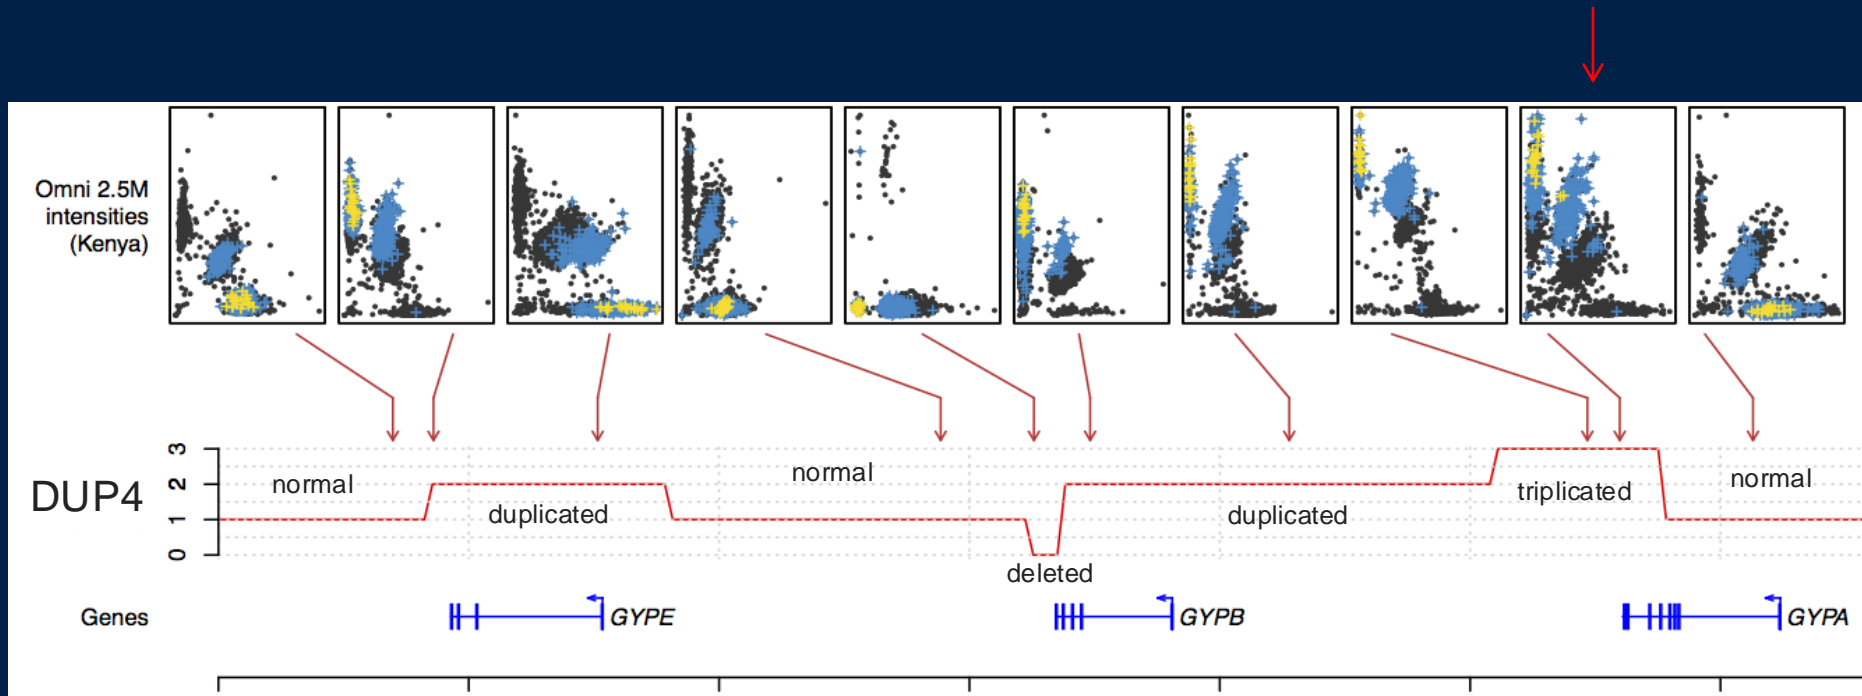 Omni 2.5M
intensities
(Kenya)
DUP4
3
2
1
0
normal
duplicated
normal
deleted
duplicated
triplicated
normal
Genes
GYPE
GYPB
GYPA